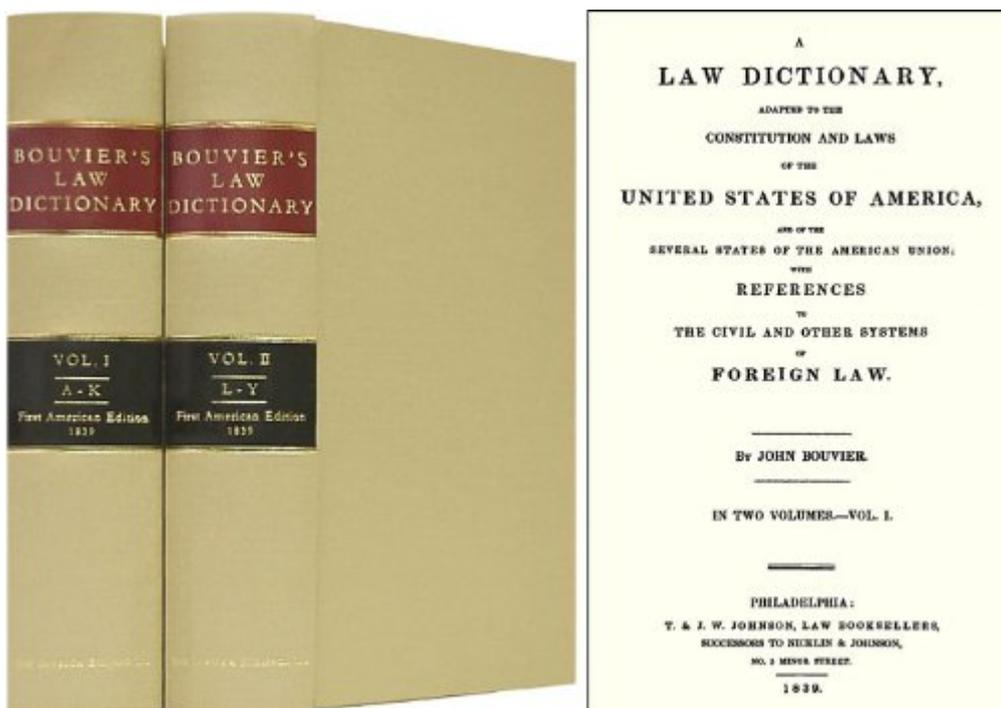 BOUVIER'S
LAW
DICTIONARY
VOL. I
A-K
First American Edition
1839
BOUVIER'S
LAW
DICTIONARY
VOL. II
L-Y
First American Edition
1839
A
LAW DICTIONARY,
ADAPTED TO THE
CONSTITUTION AND LAWS
OF THE
UNITED STATES OF AMERICA,
AND OF THE
SEVERAL STATES OF THE AMERICAN UNION;
WITH
REFERENCES
TO
THE CIVIL AND OTHER SYSTEMS
OF
FOREIGN LAW.
BY JOHN BOUVIER.
IN TWO VOLUMES.—VOL. I.
PHILADELPHIA:
T. & J. W. JOHNSON, LAW BOOKSELLERS,
SUCCESSORS TO NICKLIN & JOHNSON,
NO. 5 MINOR STREET.
1839.